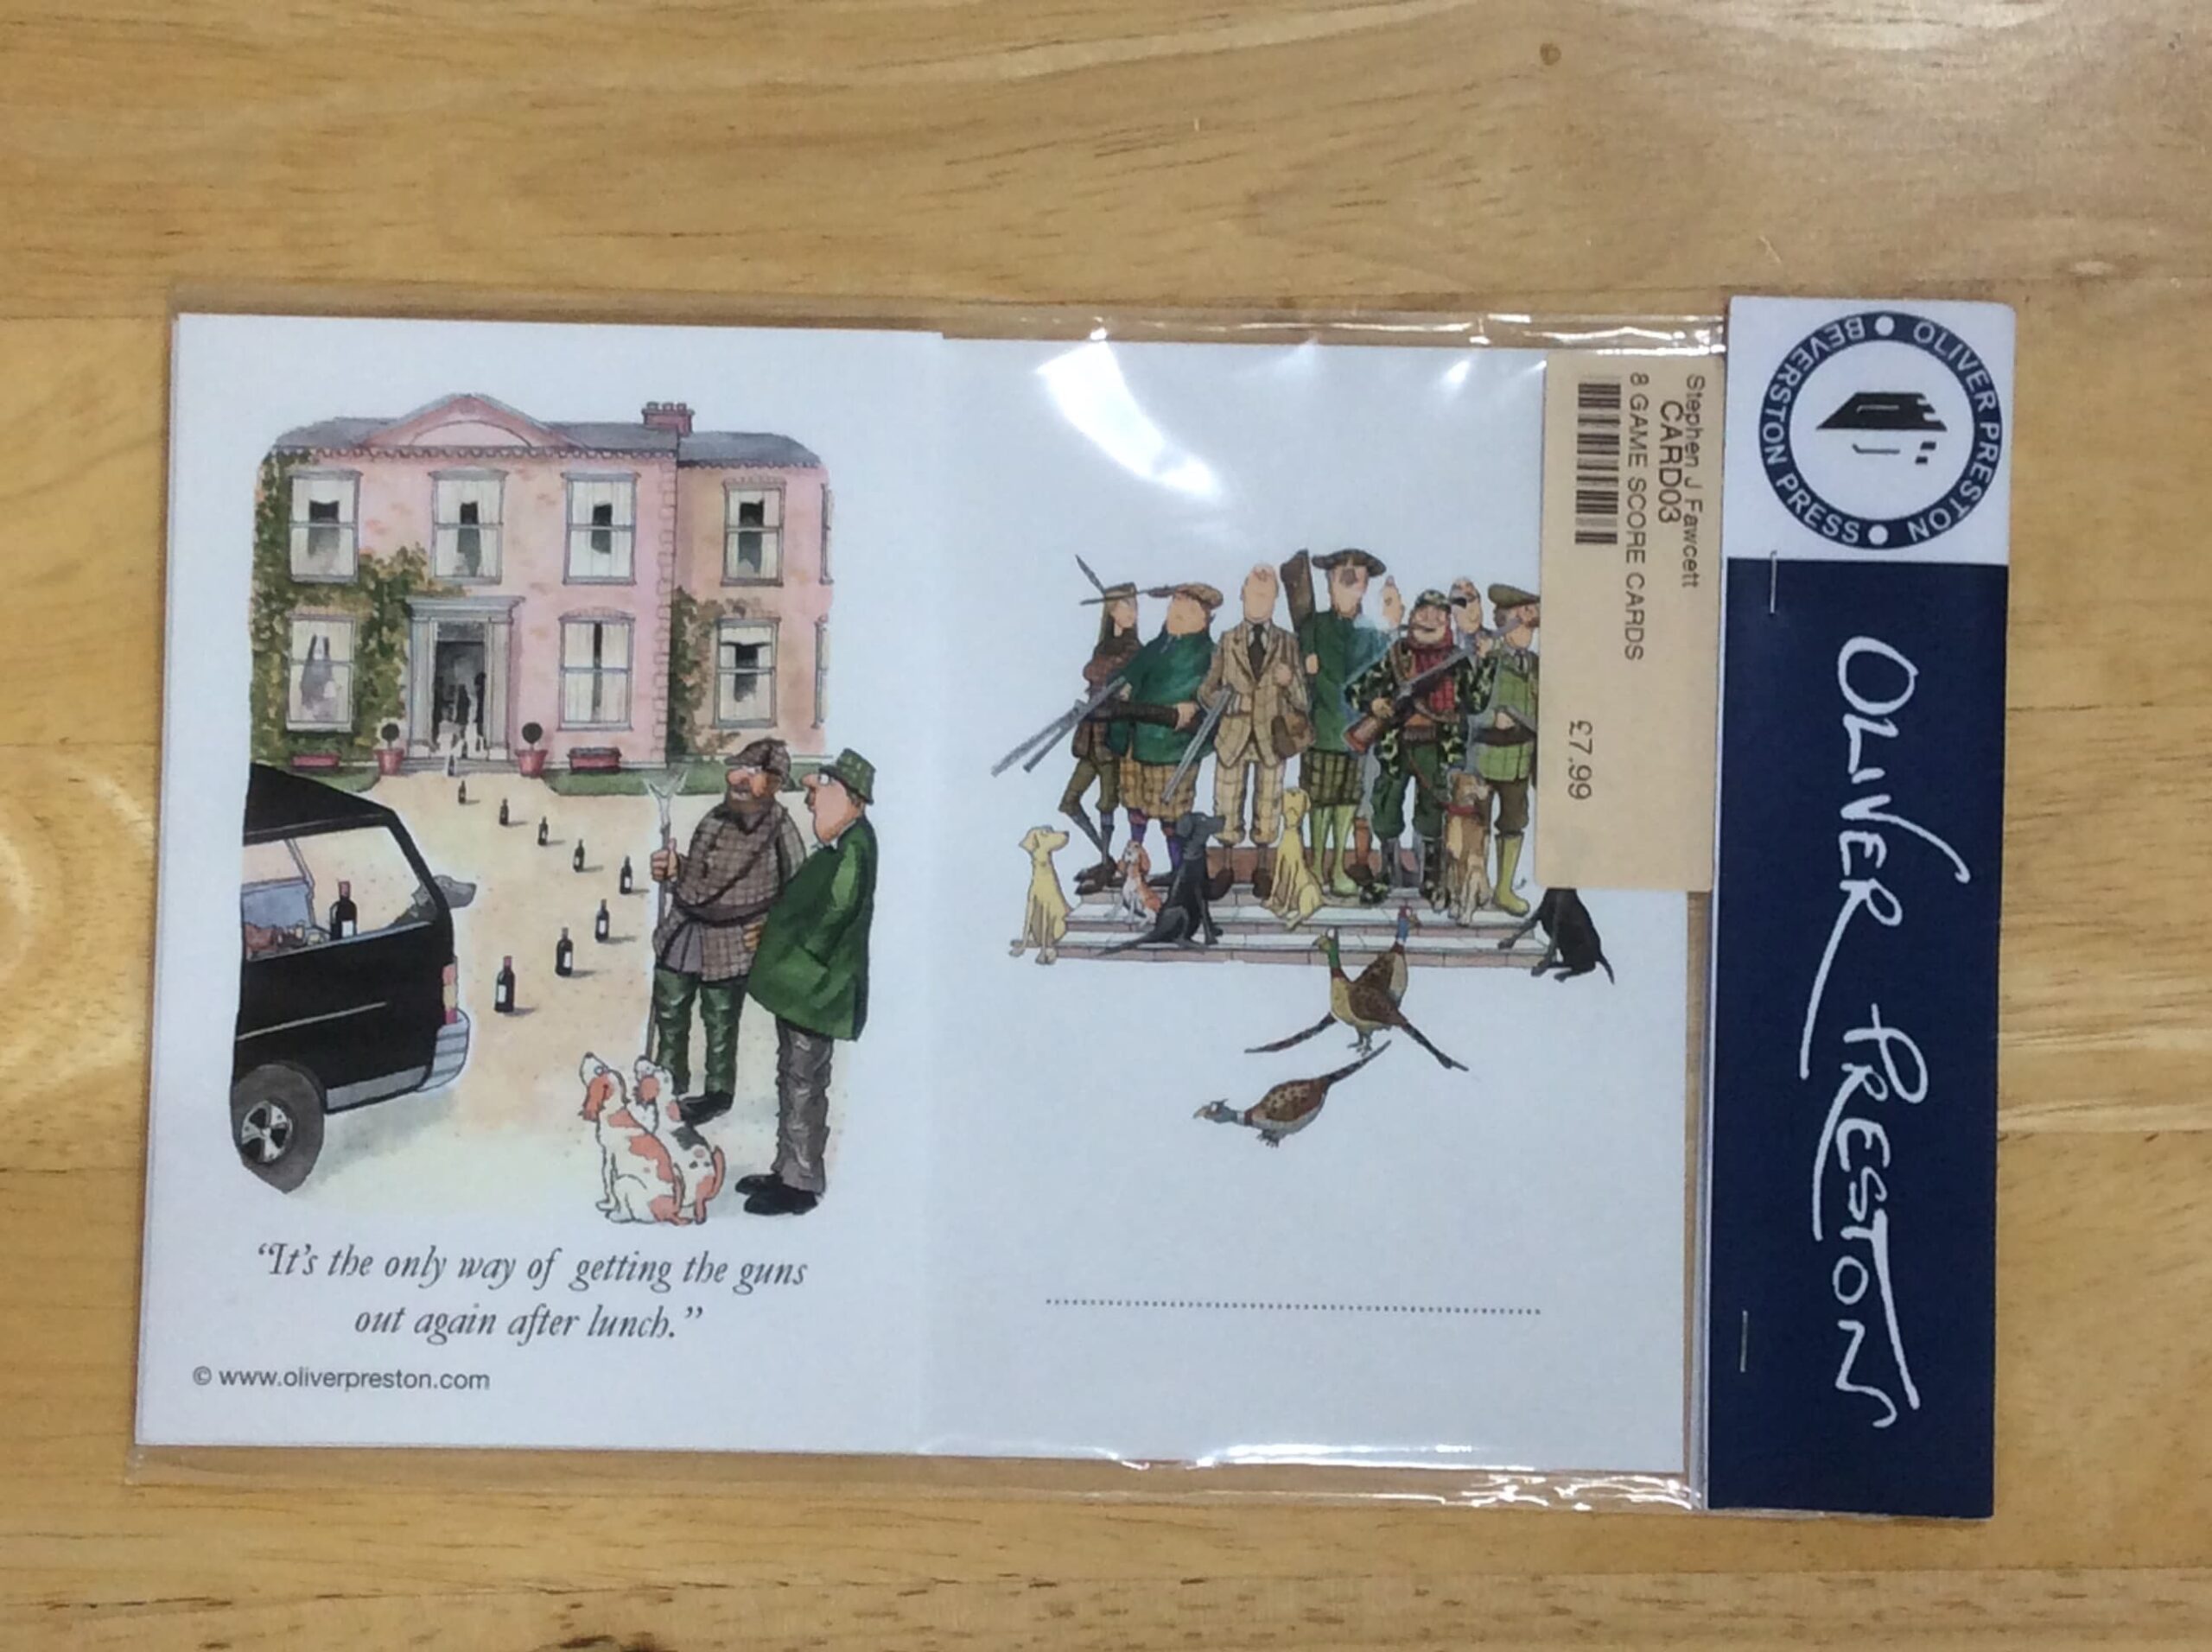 “It's the only way of getting the guns
out again after lunch.”
© www.oliverpreston.com
Stephen J Fawcett
CARD03
8 GAME SCORE CARDS
£7.99
OLIVER PRESTON • BEVERSTON PRESS •
OLIVER PRESTON